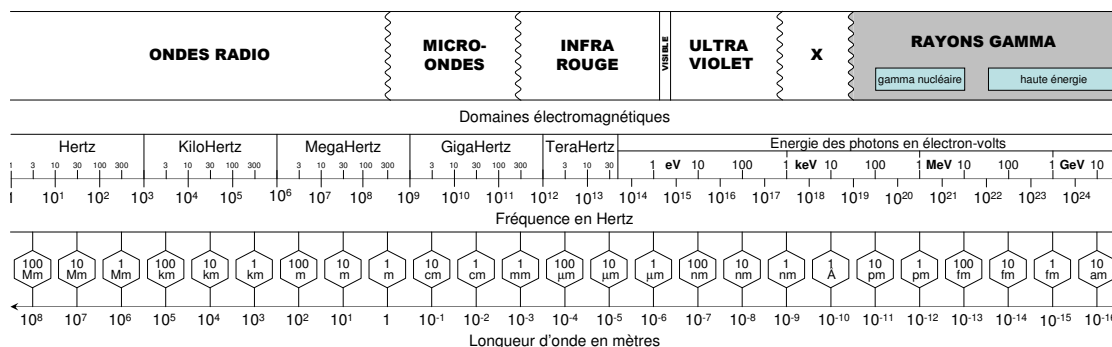 ONDES RADIO MICRO-ONDES INFRA ROUGE VISIBLE ULTRA VIOLET X RAYONS GAMMA
gamma nucléaire haute énergie
Domaines électromagnétiques
Hertz KiloHertz MegaHertz GigaHertz TeraHertz Energie des photons en électron-volts
1 3 10 30 100 300 3 10 30 100 300 3 10 30 100 300 3 10 30 100 300 3 10 30 1 eV 10 100 1 keV 10 100 1 MeV 10 100 1 GeV 10
1 10¹ 10² 10³ 10⁴ 10⁵ 10⁶ 10⁷ 10⁸ 10⁹ 10¹⁰ 10¹¹ 10¹² 10¹³ 10¹⁴ 10¹⁵ 10¹⁶ 10¹⁷ 10¹⁸ 10¹⁹ 10²⁰ 10²¹ 10²² 10²³ 10²⁴
Fréquence en Hertz
100 Mm 10 Mm 1 Mm 100 km 10 km 1 km 100 m 10 m 1 m 10 cm 1 cm 1 mm 100 µm 10 µm 1 µm 100 nm 10 nm 1 nm 1 Å 10 pm 1 pm 100 fm 10 fm 1 fm 10 am
10⁸ 10⁷ 10⁶ 10⁵ 10⁴ 10³ 10² 10¹ 1 10⁻¹ 10⁻² 10⁻³ 10⁻⁴ 10⁻⁵ 10⁻⁶ 10⁻⁷ 10⁻⁸ 10⁻⁹ 10⁻¹⁰ 10⁻¹¹ 10⁻¹² 10⁻¹³ 10⁻¹⁴ 10⁻¹⁵ 10⁻¹⁶
Longueur d'onde en mètres